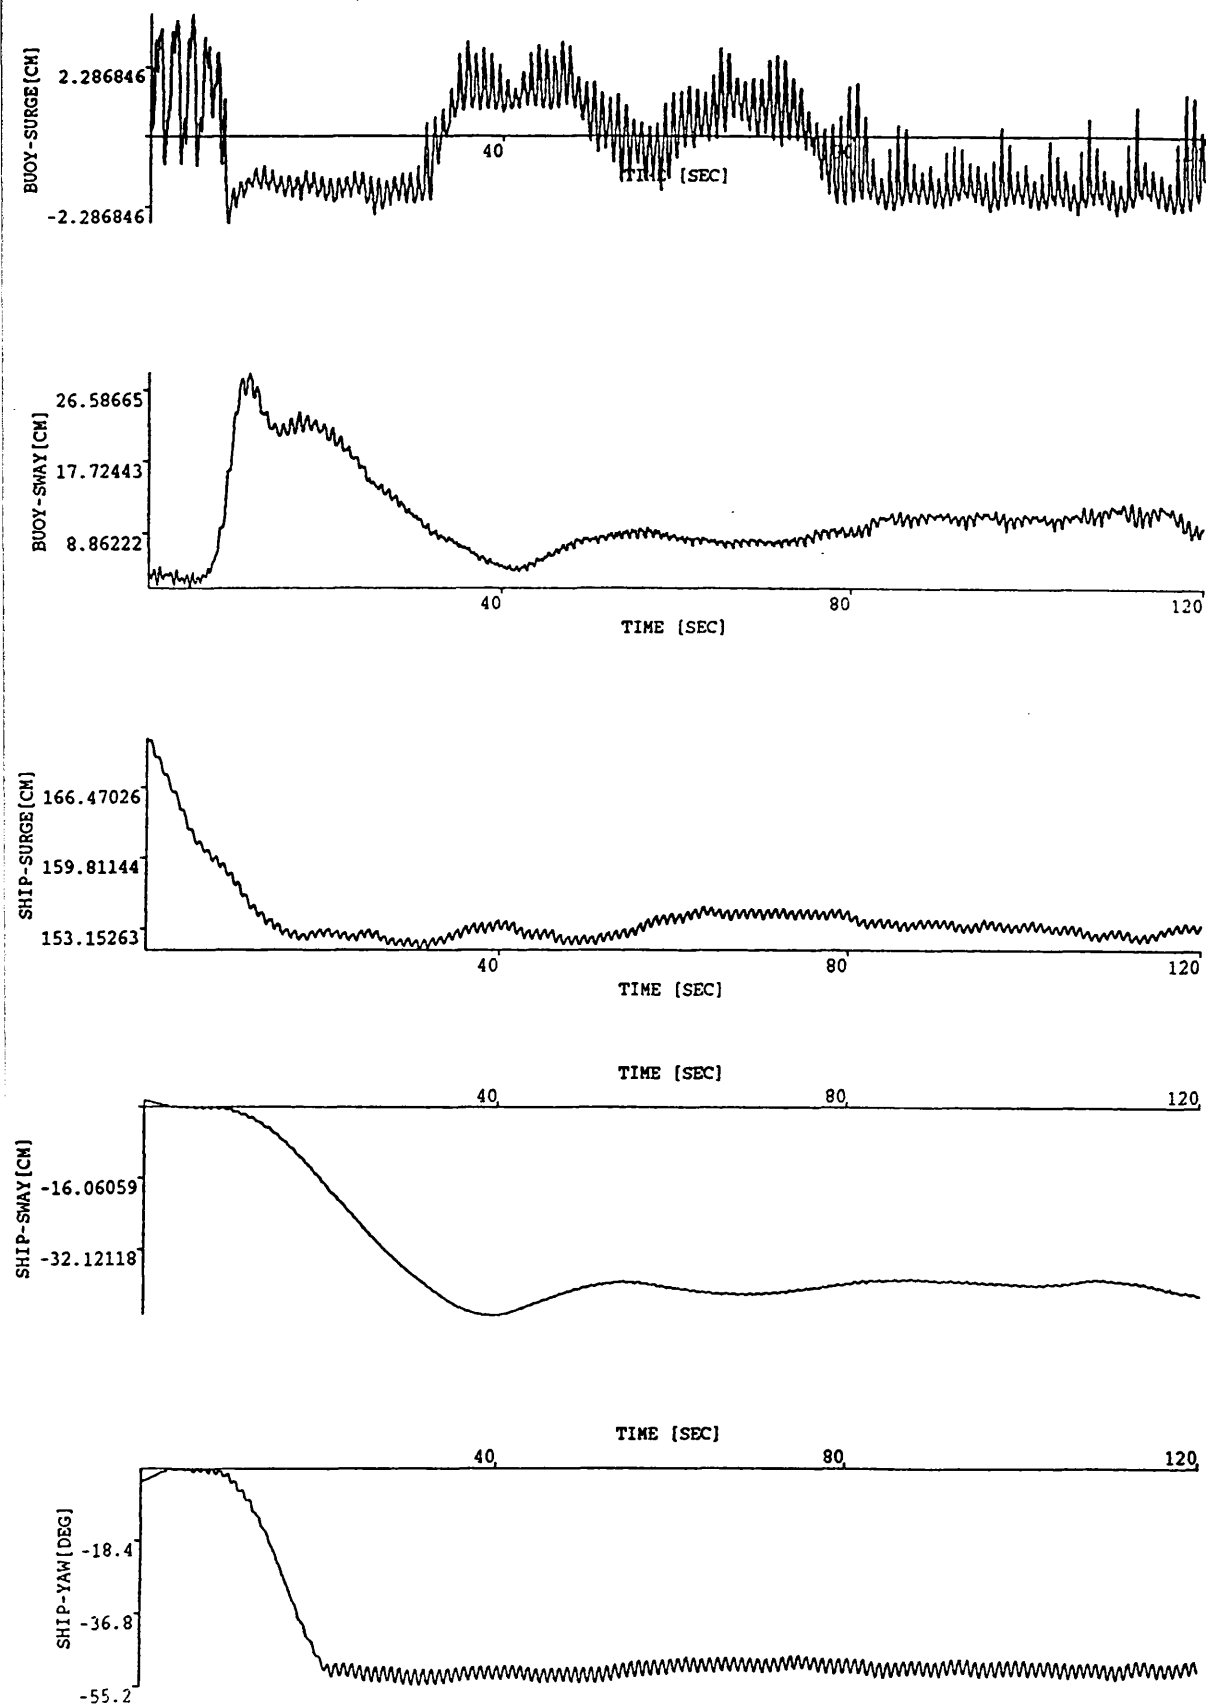 BUOY-SURGE[CM]
2.286846
40
TIME [SEC]
-2.286846
BUOY-SWAY[CM]
26.58665
17.72443
8.86222
40
80
120
TIME [SEC]
SHIP-SURGE[CM]
166.47026
159.81144
153.15263
40
80
120
TIME [SEC]
TIME [SEC]
40
80
120
SHIP-SWAY[CM]
-16.06059
-32.12118
TIME [SEC]
40
80
120
SHIP-YAW[DEG]
-18.4
-36.8
-55.2